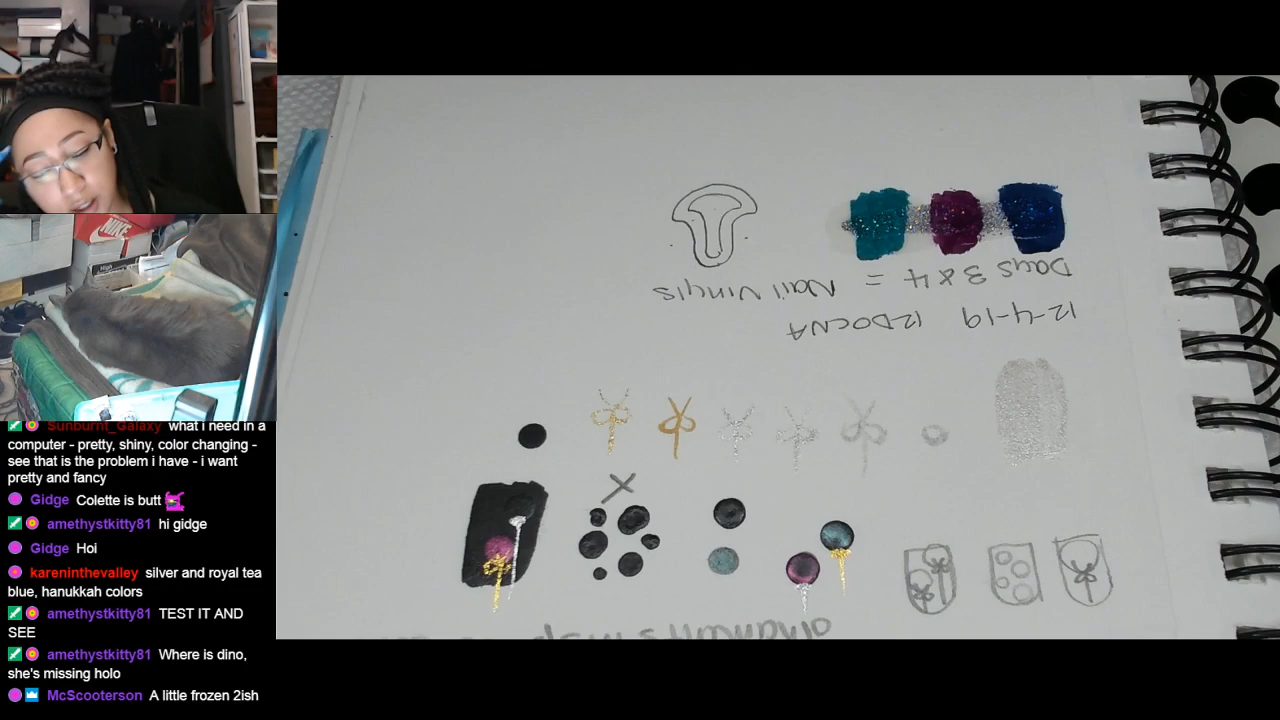 NIKE
Sunburnt_Galaxy what i need in a
computer - pretty, shiny, color changing -
see that is the problem i have - i want
pretty and fancy
Gidge Colette is butt
amethystkitty81 hi gidge
Gidge Hoi
kareninthevalley silver and royal tea
blue, hanukkah colors
amethystkitty81 TEST IT AND
SEE
amethystkitty81 Where is dino,
she's missing holo
McScooterson A little frozen 2ish
12-4-19 12DOCNA
Days 3 & 4 = Nail Vinyls